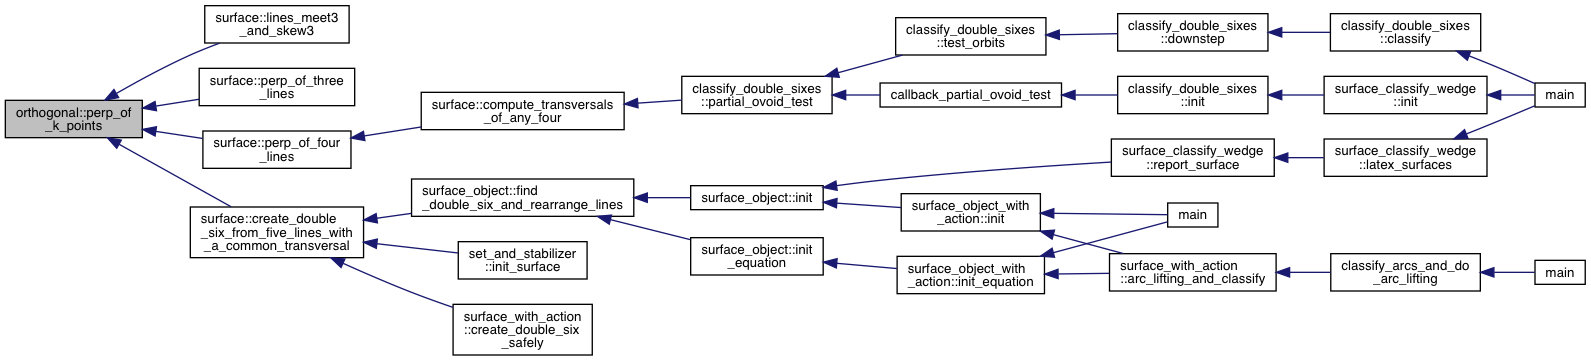 orthogonal::perp_of
_k_points
surface::lines_meet3
_and_skew3
surface::perp_of_three
_lines
surface::perp_of_four
_lines
surface::create_double
_six_from_five_lines_with
_a_common_transversal
surface::compute_transversals
_of_any_four
surface_object::find
_double_six_and_rearrange_lines
set_and_stabilizer
::init_surface
surface_with_action
::create_double_six
_safely
classify_double_sixes
::partial_ovoid_test
surface_object::init
surface_object::init
_equation
classify_double_sixes
::test_orbits
callback_partial_ovoid_test
surface_object_with
_action::init
surface_object_with
_action::init_equation
classify_double_sixes
::downstep
classify_double_sixes
::init
surface_classify_wedge
::report_surface
main
surface_with_action
::arc_lifting_and_classify
classify_double_sixes
::classify
surface_classify_wedge
::init
surface_classify_wedge
::latex_surfaces
classify_arcs_and_do
_arc_lifting
main
main